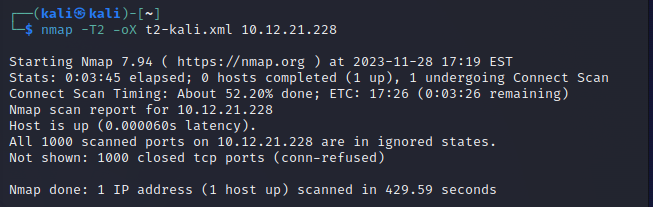 ┌──(kali㉿kali)-[~]
└─$ nmap -T2 -oX t2-kali.xml 10.12.21.228
Starting Nmap 7.94 ( https://nmap.org ) at 2023-11-28 17:19 EST
Stats: 0:03:45 elapsed; 0 hosts completed (1 up), 1 undergoing Connect Scan
Connect Scan Timing: About 52.20% done; ETC: 17:26 (0:03:26 remaining)
Nmap scan report for 10.12.21.228
Host is up (0.000060s latency).
All 1000 scanned ports on 10.12.21.228 are in ignored states.
Not shown: 1000 closed tcp ports (conn-refused)
Nmap done: 1 IP address (1 host up) scanned in 429.59 seconds